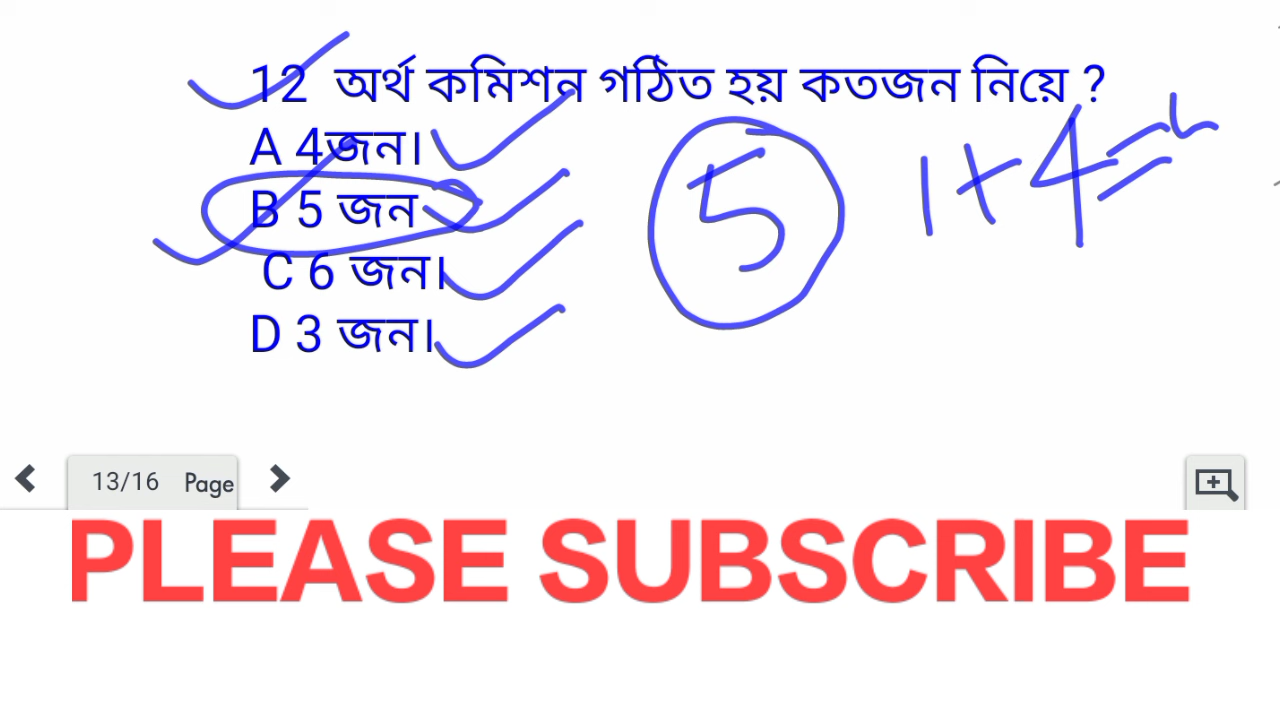 12 অর্থ কমিশন গঠিত হয় কতজন নিয়ে ?
A 4জন।
B 5 জন
C 6 জন।
D 3 জন।
5
1+4=
13/16 Page
PLEASE SUBSCRIBE